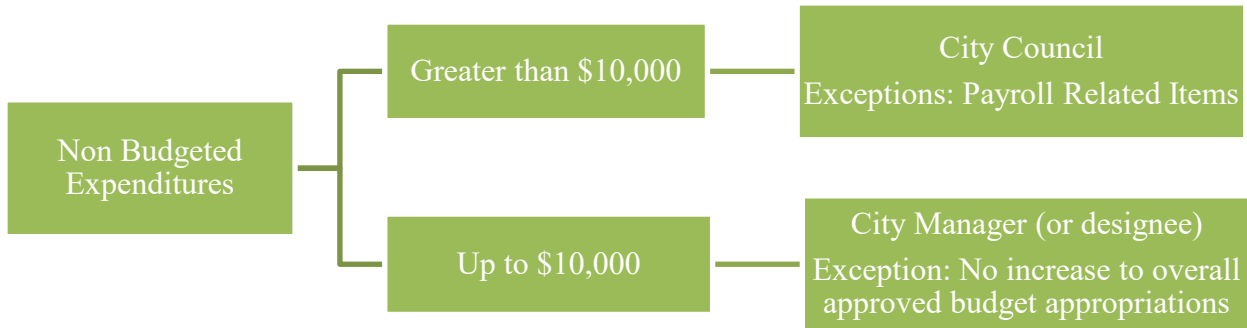 Non Budgeted
Expenditures
Greater than $10,000
City Council
Exceptions: Payroll Related Items
Up to $10,000
City Manager (or designee)
Exception: No increase to overall
approved budget appropriations